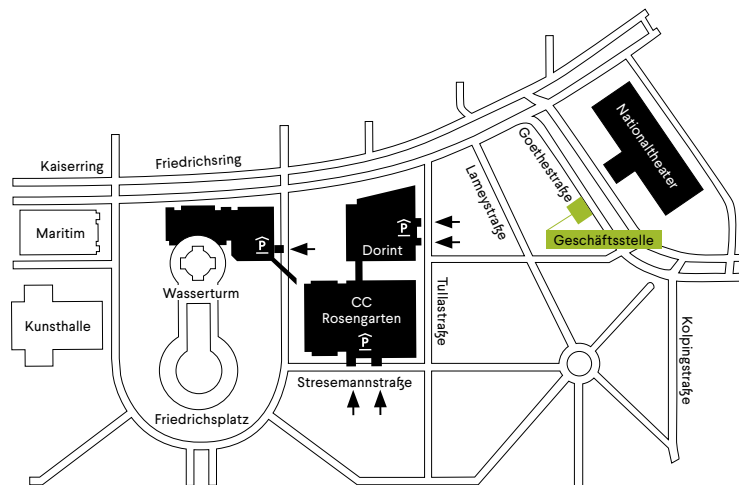 Nationaltheater
Goethestraße
Kaiserring
Friedrichsring
Lameystraße
Maritim
P
P
Dorint
Geschäftsstelle
Wasserturm
CC
Rosengarten
Tullastraße
Kunsthalle
P
Kolpingstraße
Stresemannstraße
Friedrichsplatz